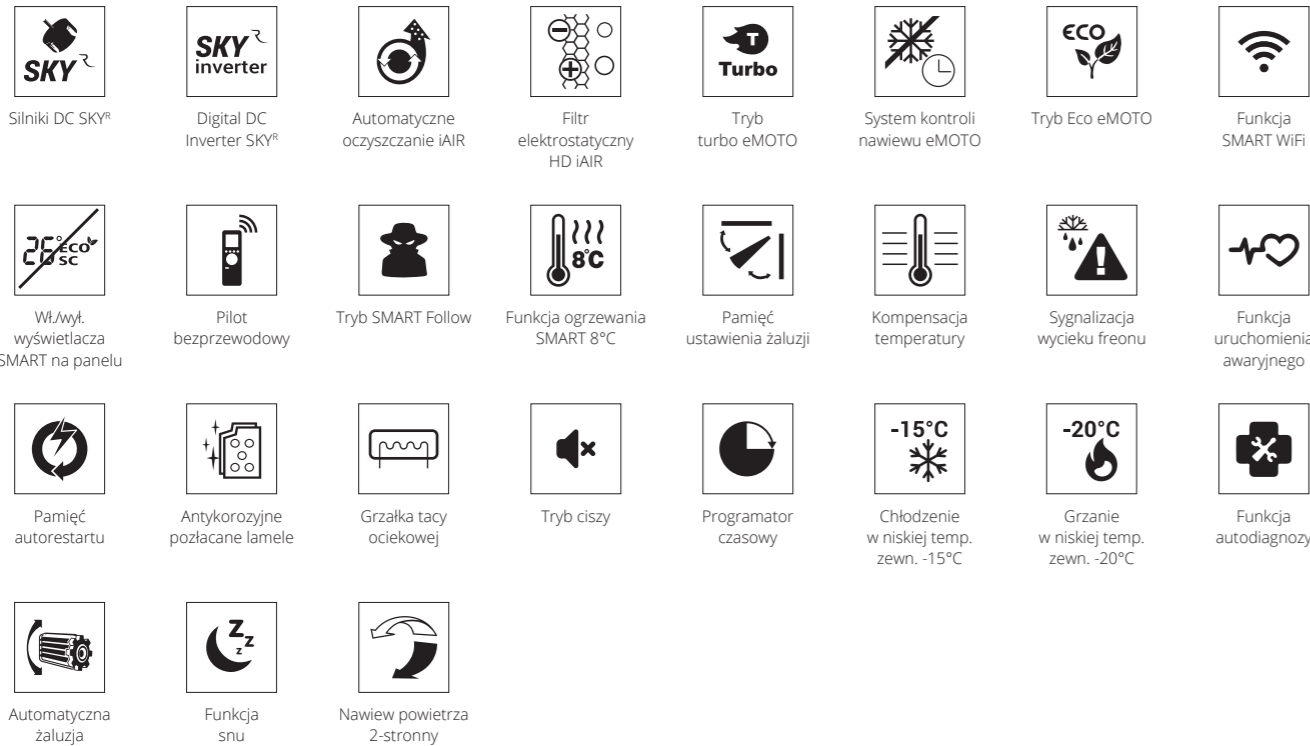 SKY R
SKY R
inverter
T
Turbo
ECO
Silniki DC SKYᴿ
Digital DC
Inverter SKYᴿ
Automatyczne
oczyszczanie iAIR
Filtr
elektrostatyczny
HD iAIR
Tryb
turbo eMOTO
System kontroli
nawiewu eMOTO
Tryb Eco eMOTO
Funkcja
SMART WiFi
26° ECO
SC
8°C
Wł./wył.
wyświetlacza
SMART na panelu
Pilot
bezprzewodowy
Tryb SMART Follow
Funkcja ogrzewania
SMART 8°C
Pamięć
ustawienia żaluzji
Kompensacja
temperatury
Sygnalizacja
wycieku freonu
Funkcja
uruchomienia
awaryjnego
-15°C
-20°C
Pamięć
autorestartu
Antykorozyjne
pozłacane lamele
Grzałka tacy
ociekowej
Tryb ciszy
Programator
czasowy
Chłodzenie
w niskiej temp.
zewn. -15°C
Grzanie
w niskiej temp.
zewn. -20°C
Funkcja
autodiagnozy
Z z z
Automatyczna
żaluzja
Funkcja
snu
Nawiew powietrza
2-stronny